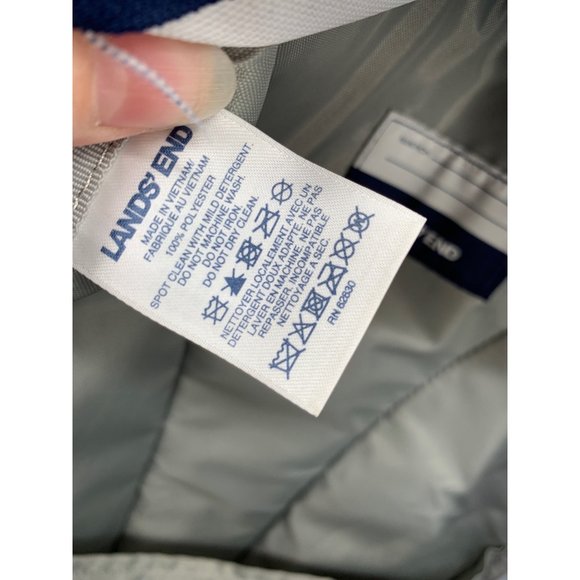 LANDS' END
MADE IN VIETNAM/
FABRIQUE AU VIETNAM
100% POLYESTER
SPOT CLEAN WITH MILD DETERGENT.
DO NOT MACHINE WASH.
DO NOT IRON.
DO NOT DRY CLEAN.
NETTOYER LOCALEMENT AVEC UN
DETERGENT DOUX ADAPTE, NE PAS
LAVER EN MACHINE, NE PAS
REPASSER, INCOMPATIBLE
NETTOYAGE A SEC.
RN 62830
END